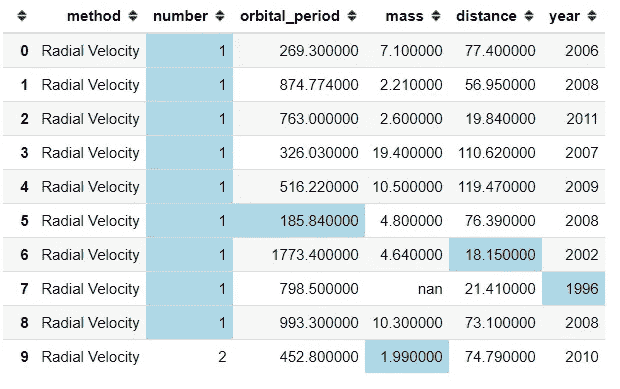 method number orbital_period mass distance year
0 Radial Velocity 1 269.300000 7.100000 77.400000 2006
1 Radial Velocity 1 874.774000 2.210000 56.950000 2008
2 Radial Velocity 1 763.000000 2.600000 19.840000 2011
3 Radial Velocity 1 326.030000 19.400000 110.620000 2007
4 Radial Velocity 1 516.220000 10.500000 119.470000 2009
5 Radial Velocity 1 185.840000 4.800000 76.390000 2008
6 Radial Velocity 1 1773.400000 4.640000 18.150000 2002
7 Radial Velocity 1 798.500000 nan 21.410000 1996
8 Radial Velocity 1 993.300000 10.300000 73.100000 2008
9 Radial Velocity 2 452.800000 1.990000 74.790000 2010